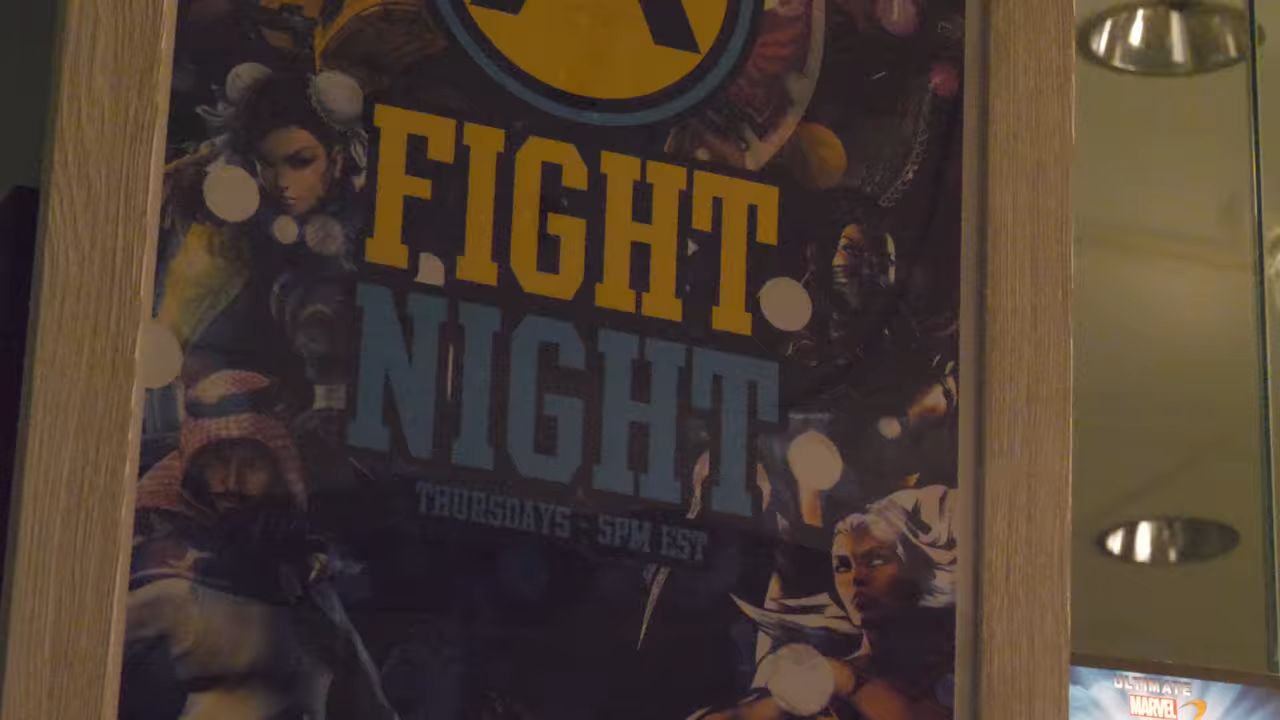 FIGHT
NIGHT
THURSDAYS - 5PM EST
ULTIMATE
MARVEL